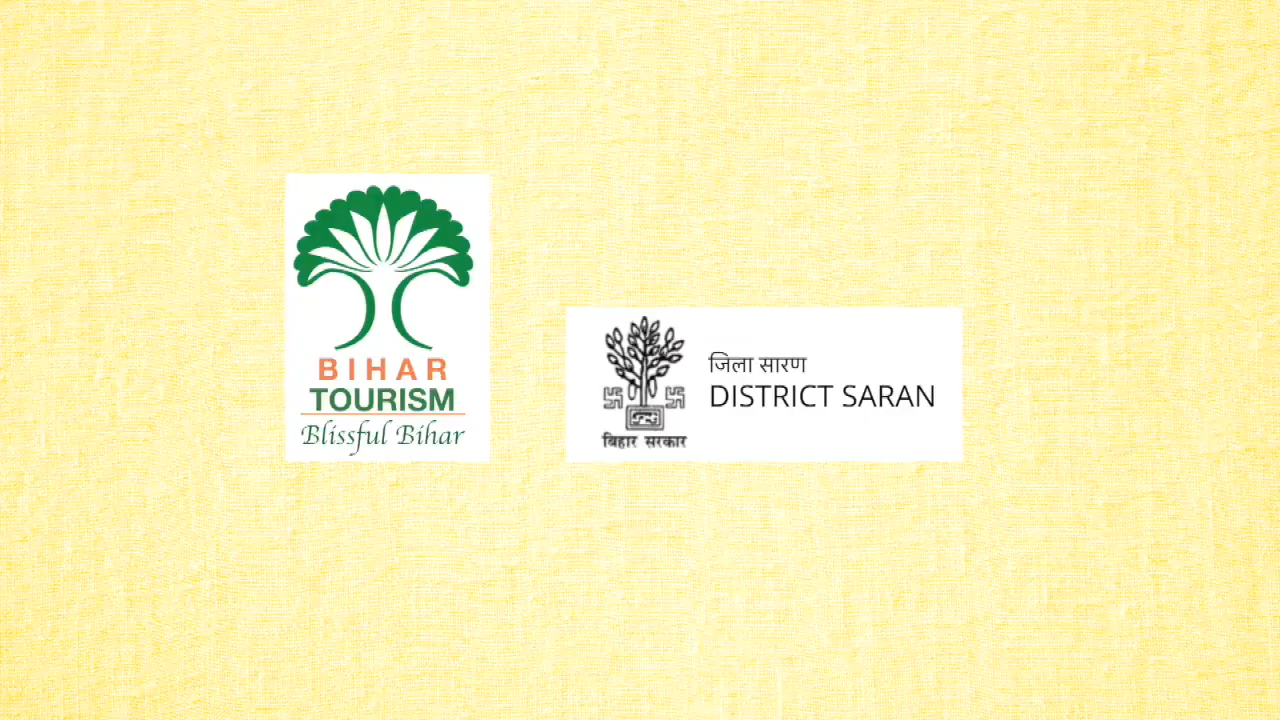 BIHAR
TOURISM
Blissful Bihar
जिला सारण
DISTRICT SARAN
बिहार सरकार